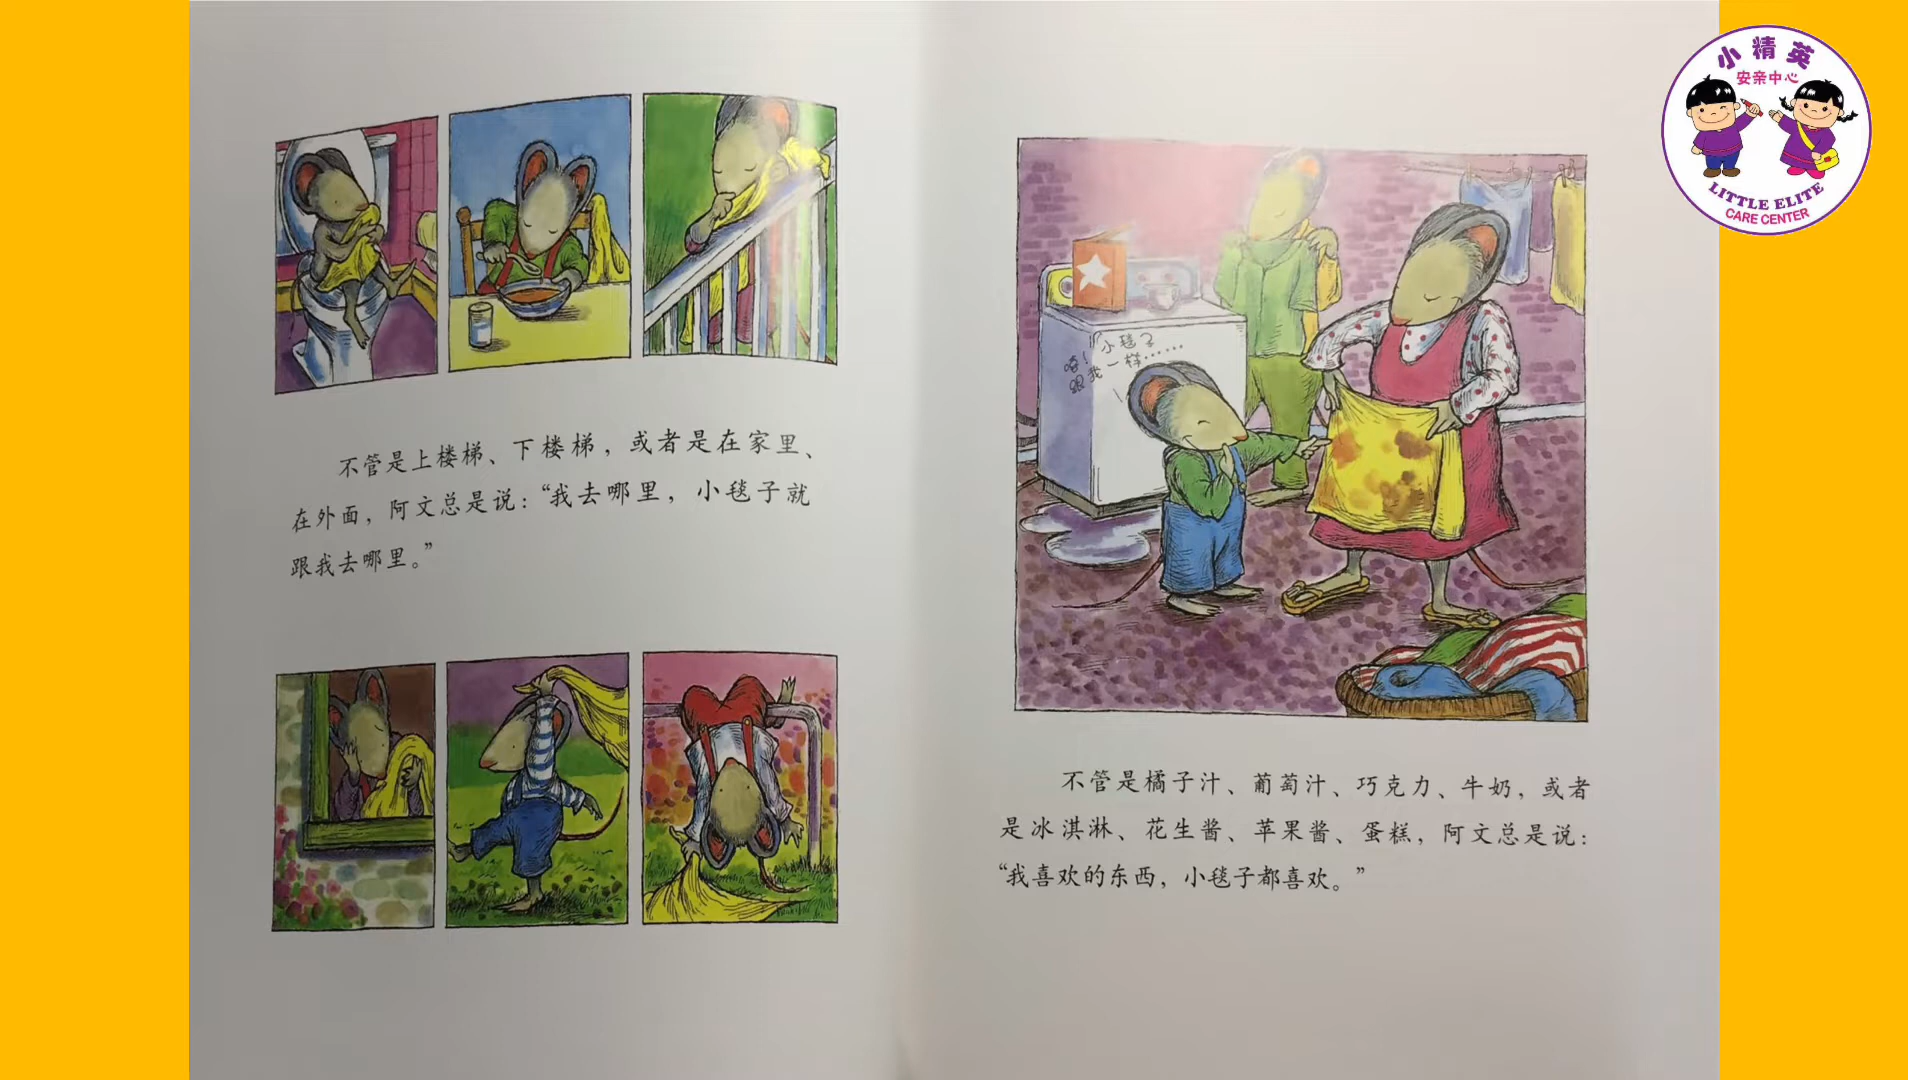 不管是上楼梯、下楼梯，或者是在家里、
在外面，阿文总是说：“我去哪里，小毯子就
跟我去哪里。”
哈！小毯子
跟我一样……
不管是橘子汁、葡萄汁、巧克力、牛奶，或者
是冰淇淋、花生酱、苹果酱、蛋糕，阿文总是说：
“我喜欢的东西，小毯子都喜欢。”
小精英
安亲中心
LITTLE ELITE
CARE CENTER